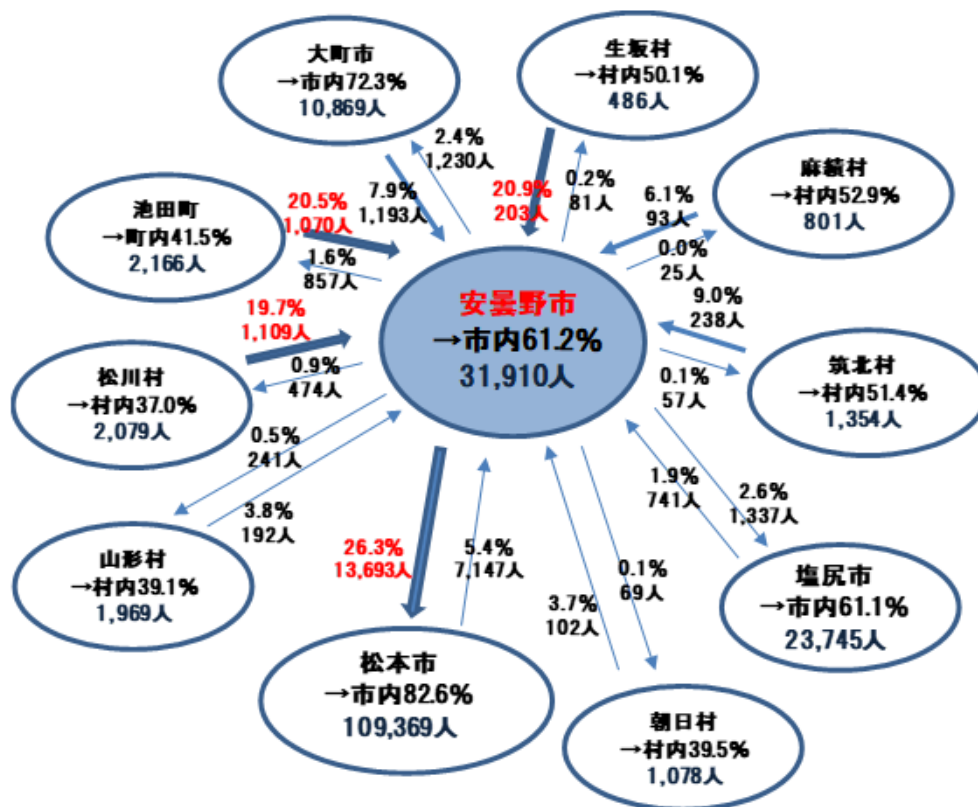 大町市
→市内72.3%
10,869人
生坂村
→村内50.1%
486人
2.4%
1,230人
7.9%
1,193人
20.9%
203人
0.2%
81人
麻績村
→村内52.9%
801人
6.1%
93人
0.0%
25人
池田町
→町内41.5%
2,166人
20.5%
1,070人
1.6%
857人
安曇野市
→市内61.2%
31,910人
9.0%
238人
0.1%
57人
筑北村
→村内51.4%
1,354人
19.7%
1,109人
0.9%
474人
松川村
→村内37.0%
2,079人
0.5%
241人
3.8%
192人
山形村
→村内39.1%
1,969人
1.9%
741人
2.6%
1,337人
塩尻市
→市内61.1%
23,745人
26.3%
13,693人
5.4%
7,147人
3.7%
102人
0.1%
69人
松本市
→市内82.6%
109,369人
朝日村
→村内39.5%
1,078人